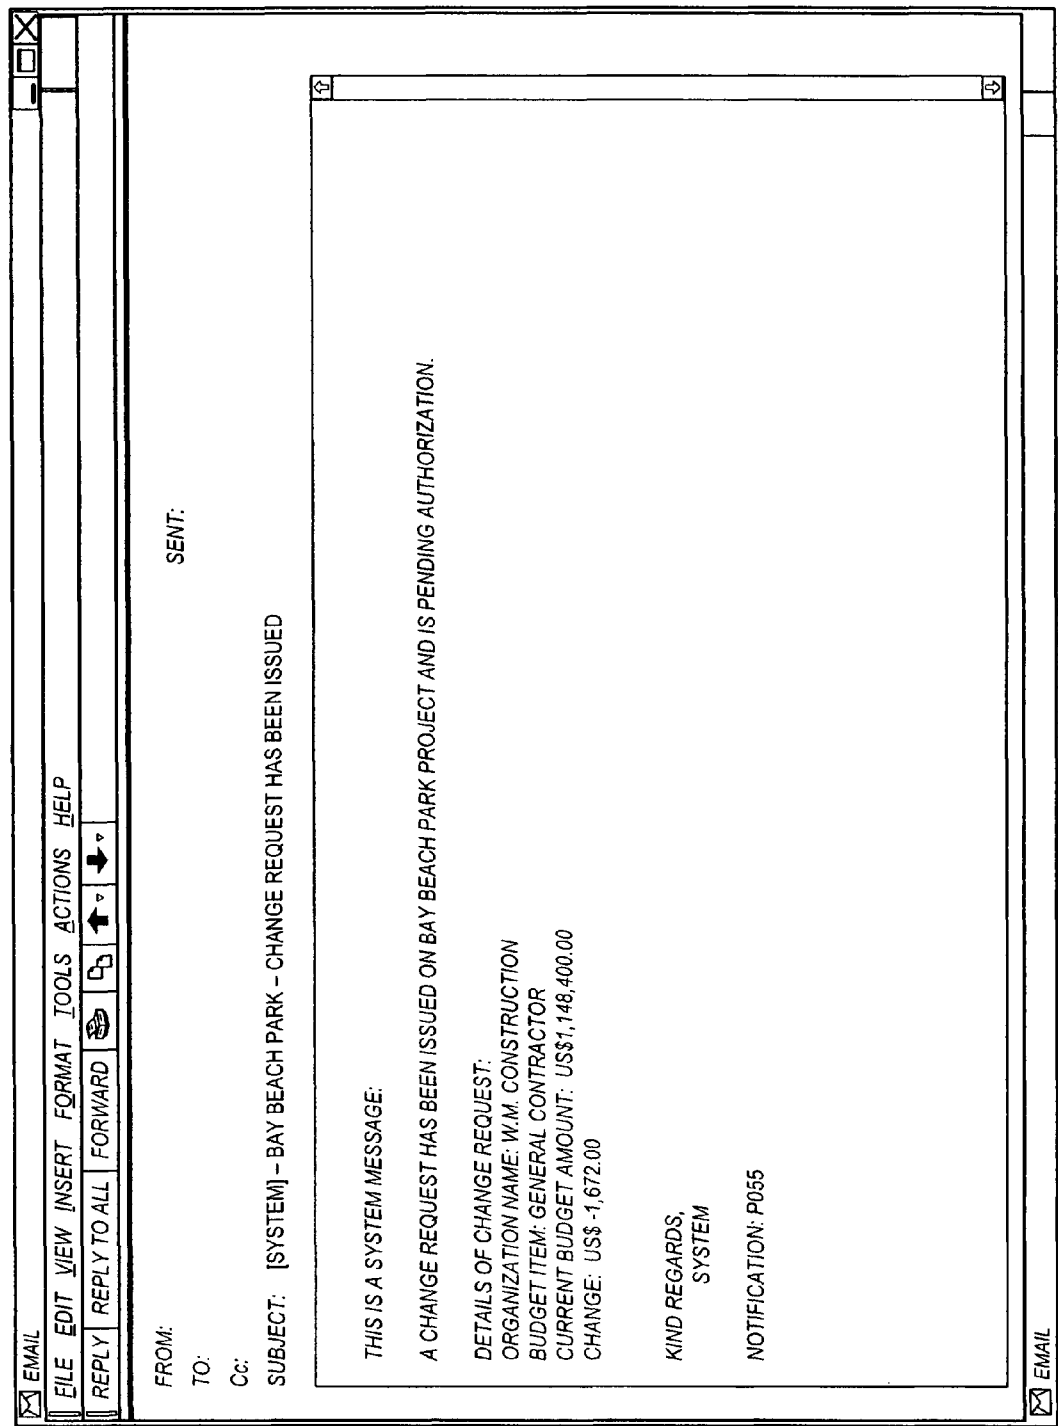 EMAIL
FILE EDIT VIEW INSERT FORMAT TOOLS ACTIONS HELP
REPLY REPLY TO ALL FORWARD
FROM: SENT:
TO:
Cc:
SUBJECT: [SYSTEM] – BAY BEACH PARK – CHANGE REQUEST HAS BEEN ISSUED
THIS IS A SYSTEM MESSAGE:
A CHANGE REQUEST HAS BEEN ISSUED ON BAY BEACH PARK PROJECT AND IS PENDING AUTHORIZATION.
DETAILS OF CHANGE REQUEST:
ORGANIZATION NAME: W.M. CONSTRUCTION
BUDGET ITEM: GENERAL CONTRACTOR
CURRENT BUDGET AMOUNT: US$1,148,400.00
CHANGE: US$ -1,672.00
KIND REGARDS,
SYSTEM
NOTIFICATION: P055
EMAIL